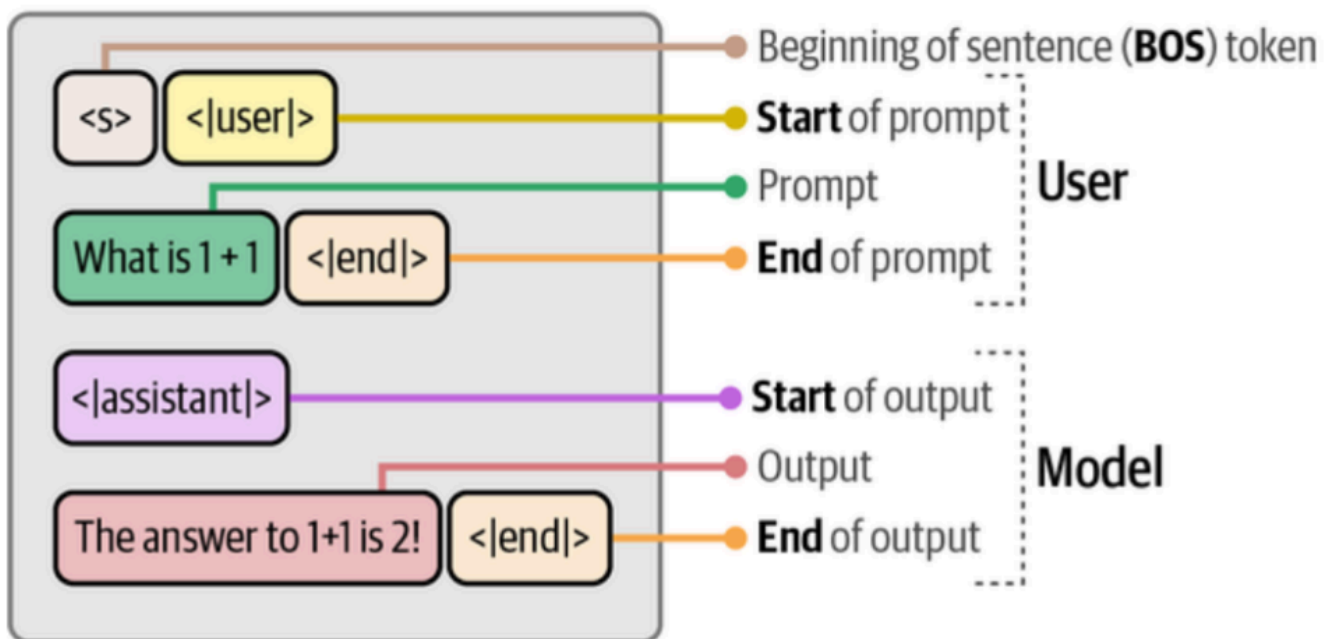 Beginning of sentence (BOS) token
<s> <|user|>
Start of prompt
Prompt
User
What is 1 + 1 <|end|>
End of prompt
<|assistant|>
Start of output
Output
Model
The answer to 1+1 is 2! <|end|>
End of output